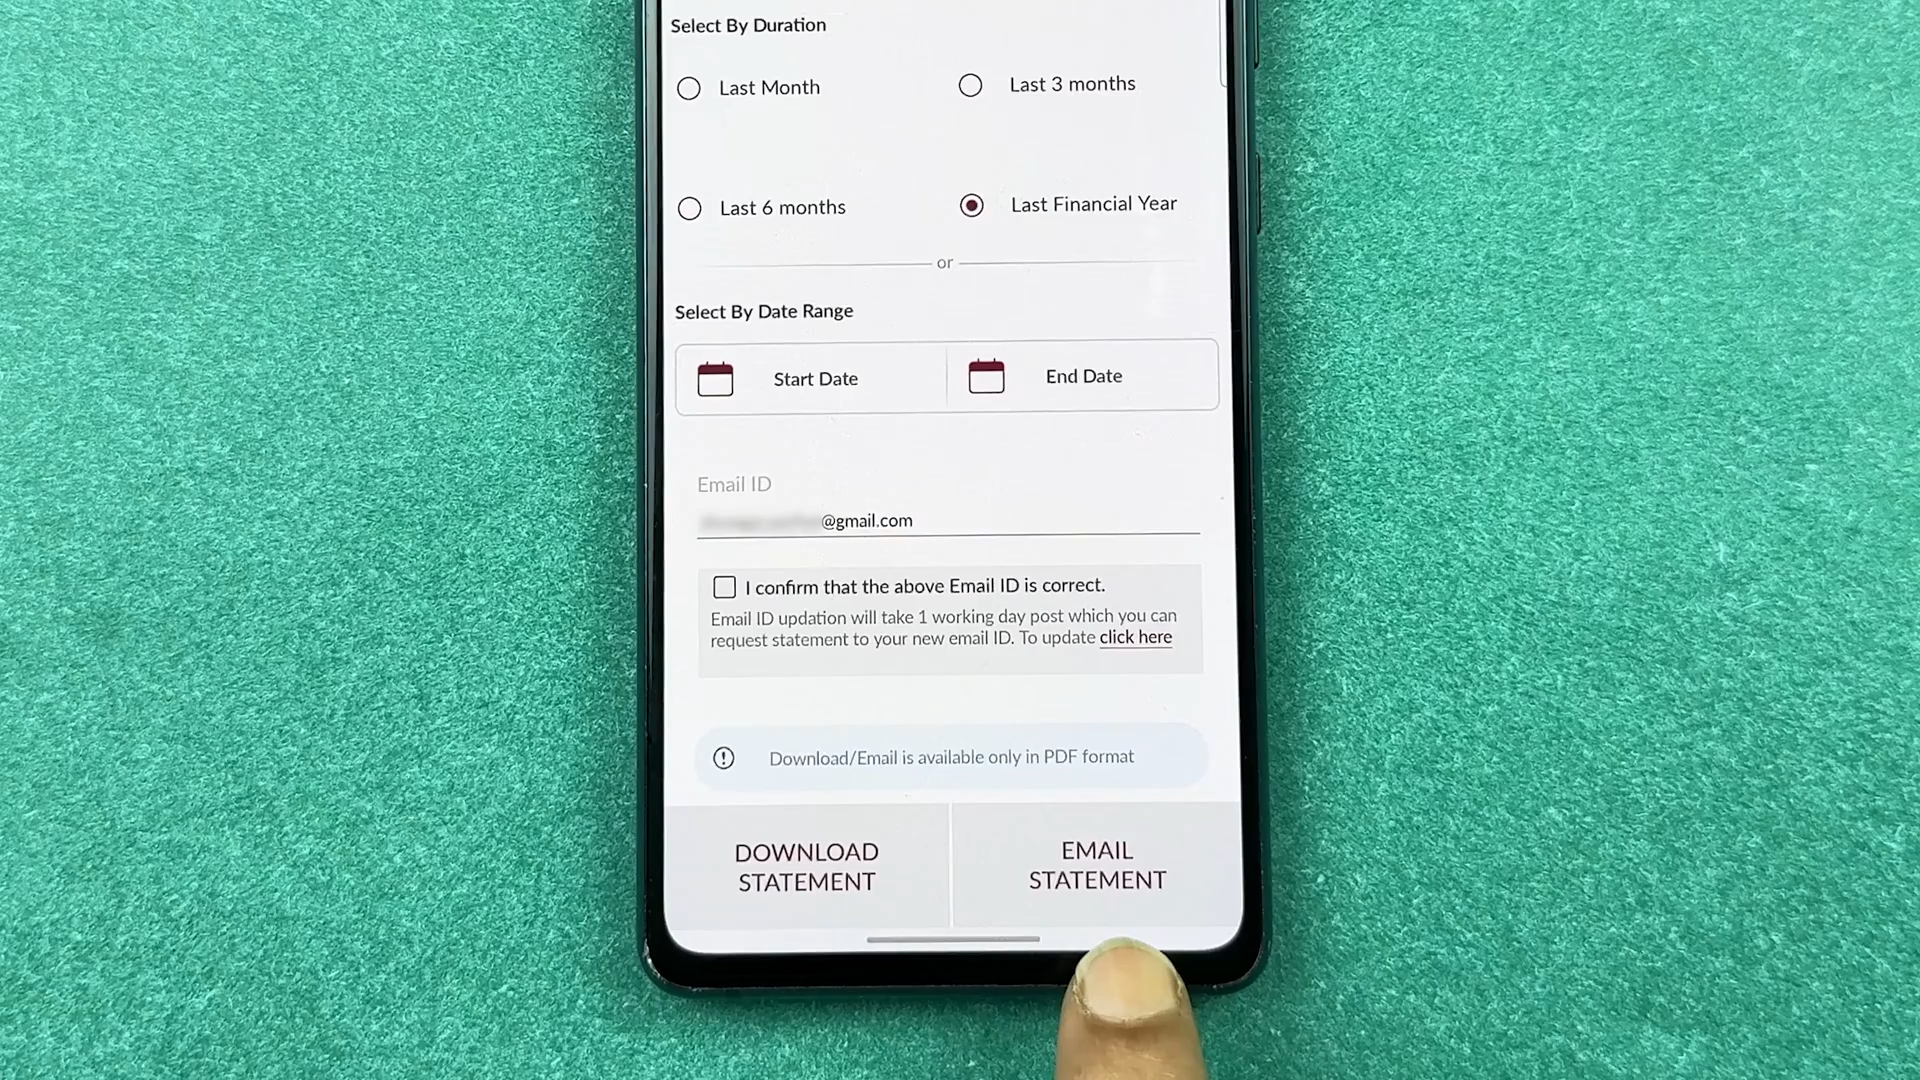 Select By Duration
Last Month
Last 3 months
Last 6 months
Last Financial Year
or
Select By Date Range
Start Date
End Date
Email ID
@gmail.com
I confirm that the above Email ID is correct.
Email ID updation will take 1 working day post which you can
request statement to your new email ID. To update click here
Download/Email is available only in PDF format
DOWNLOAD
STATEMENT
EMAIL
STATEMENT